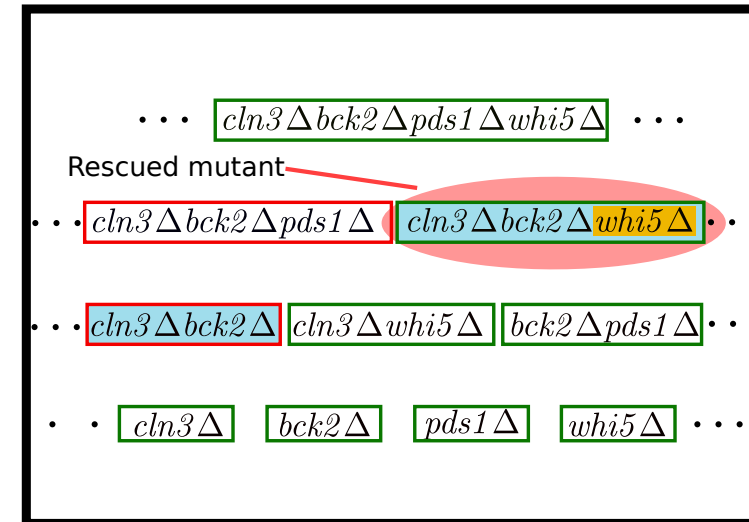 ··· cln3Δbck2Δpds1Δwhi5Δ ···
Rescued mutant
··· cln3Δbck2Δpds1Δ cln3Δbck2Δwhi5Δ ··
··· cln3Δbck2Δ cln3Δwhi5Δ bck2Δpds1Δ ··
·· cln3Δ bck2Δ pds1Δ whi5Δ ···